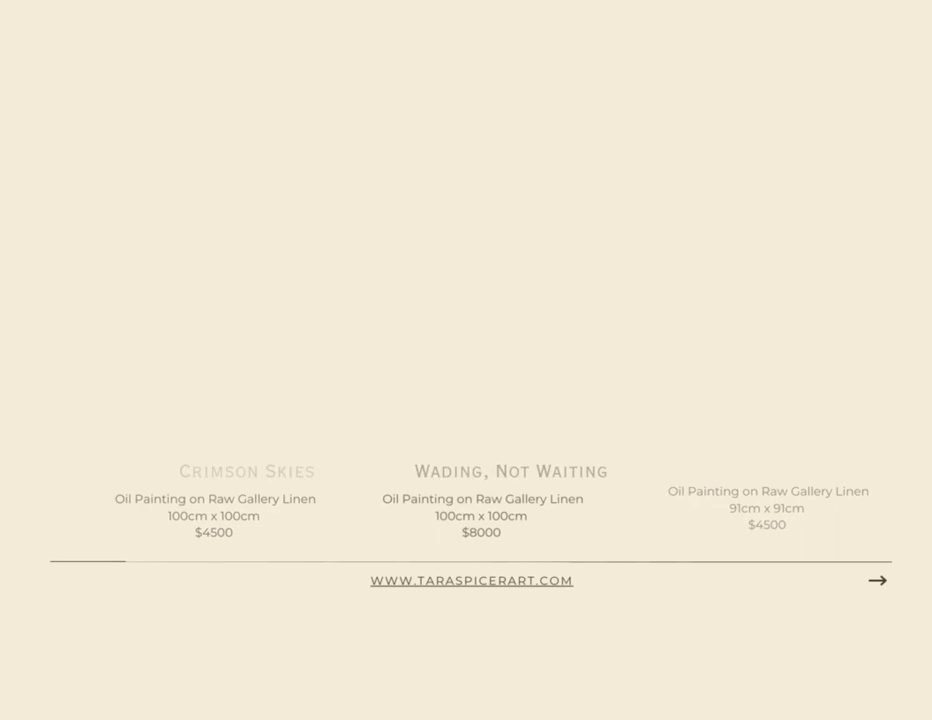 Crimson Skies
Oil Painting on Raw Gallery Linen
100cm x 100cm
$4500
Wading, Not Waiting
Oil Painting on Raw Gallery Linen
100cm x 100cm
$8000
Oil Painting on Raw Gallery Linen
91cm x 91cm
$4500
WWW.TARASPICERART.COM